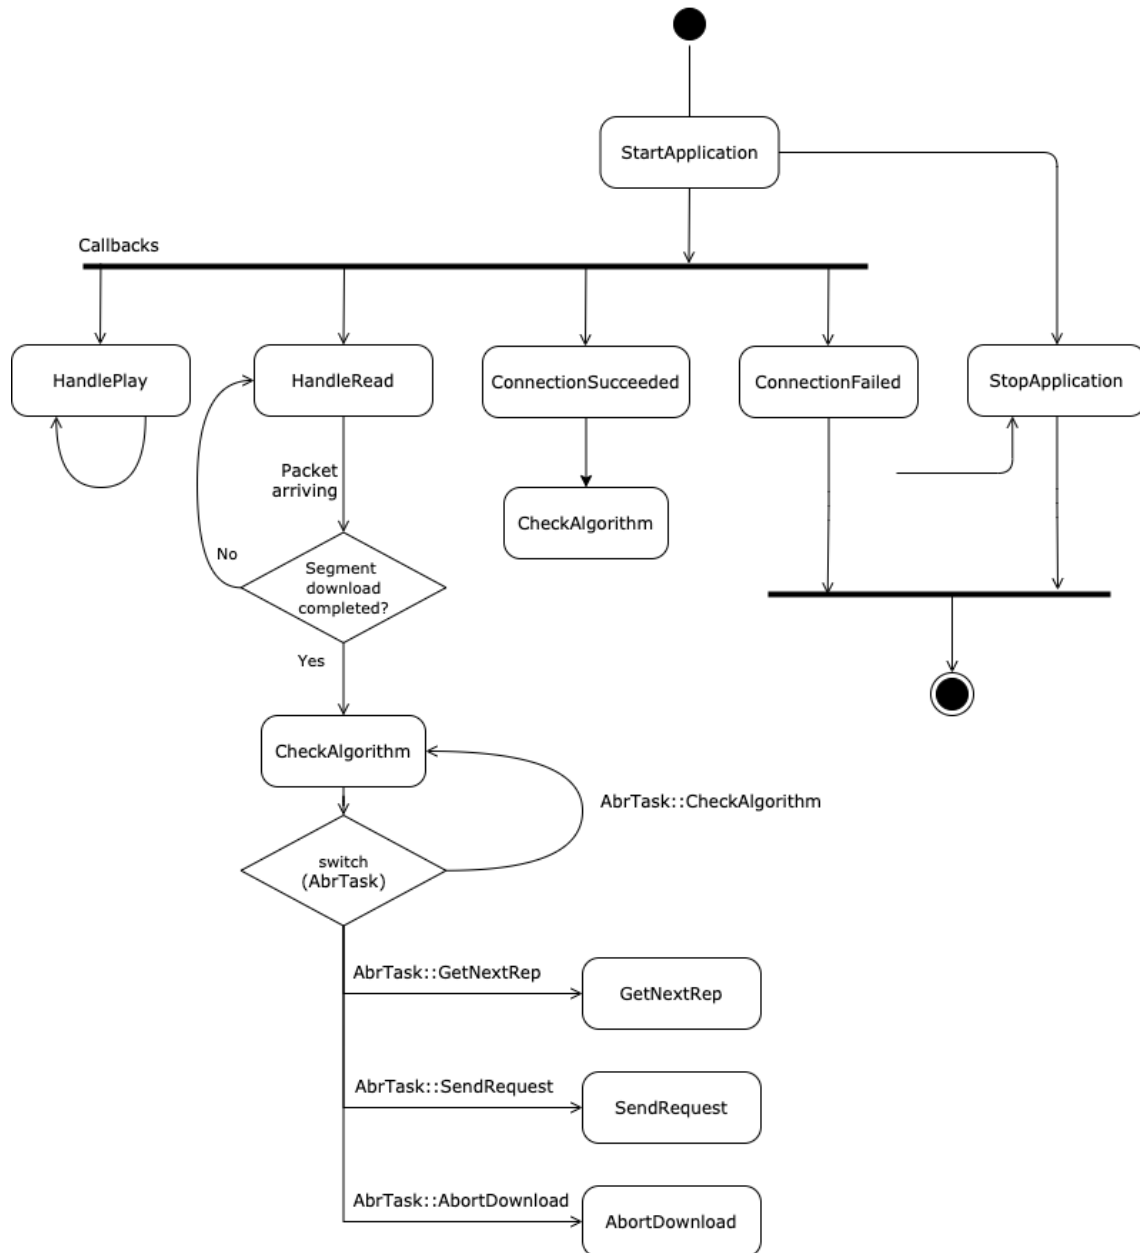 StartApplication
Callbacks
HandlePlay
HandleRead
ConnectionSucceeded
ConnectionFailed
StopApplication
Packet
arriving
CheckAlgorithm
No
Segment
download
completed?
Yes
CheckAlgorithm
AbrTask::CheckAlgorithm
switch
(AbrTask)
AbrTask::GetNextRep
GetNextRep
AbrTask::SendRequest
SendRequest
AbrTask::AbortDownload
AbortDownload